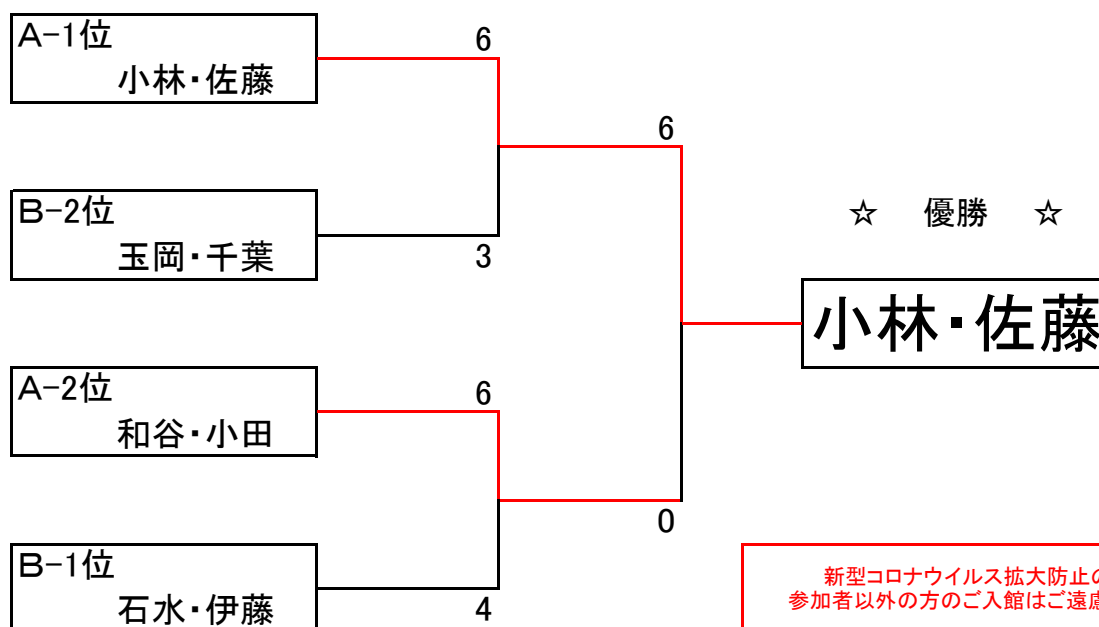 A-1位
小林・佐藤
6
6
B-2位
玉岡・千葉
3
☆ 優勝 ☆
小林・佐藤
A-2位
和谷・小田
6
0
B-1位
石水・伊藤
4
新型コロナウイルス拡大防止の
参加者以外の方のご入館はご遠慮